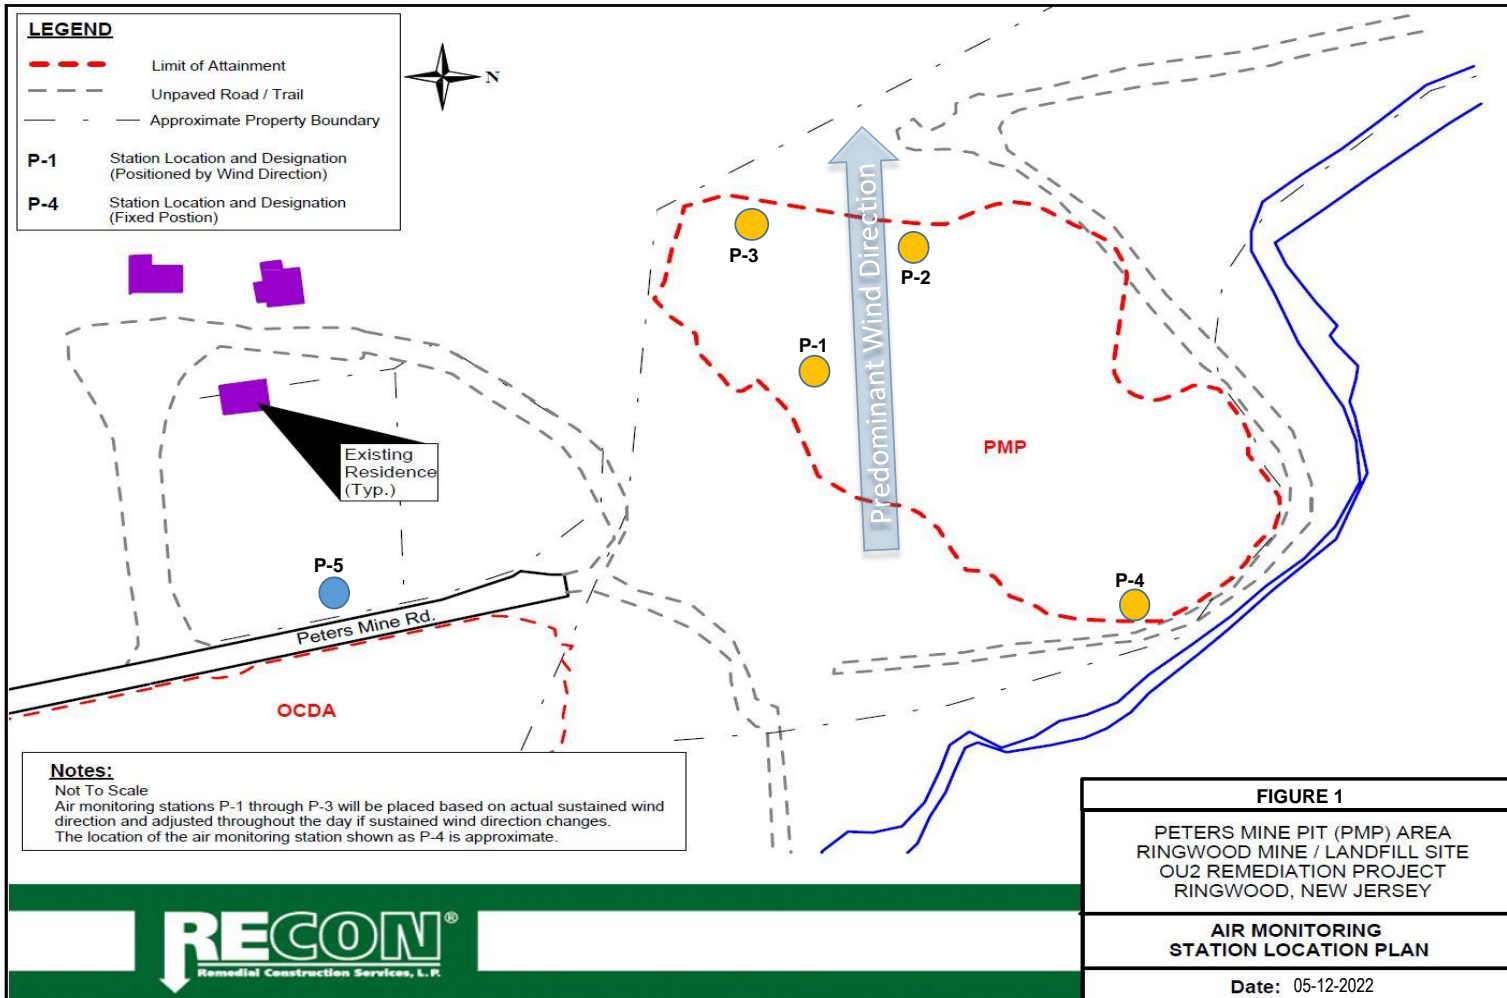 LEGEND
Limit of Attainment
Unpaved Road / Trail
Approximate Property Boundary
P-1
Station Location and Designation
(Positioned by Wind Direction)
P-4
Station Location and Designation
(Fixed Postion)
N
Predominant Wind Direction
P-3
P-2
P-1
PMP
P-4
Existing
Residence
(Typ.)
P-5
Peters Mine Rd.
OCDA
Notes:
Not To Scale
Air monitoring stations P-1 through P-3 will be placed based on actual sustained wind
direction and adjusted throughout the day if sustained wind direction changes.
The location of the air monitoring station shown as P-4 is approximate.
RECON®
Remedial Construction Services, L.P.
FIGURE 1
PETERS MINE PIT (PMP) AREA
RINGWOOD MINE / LANDFILL SITE
OU2 REMEDIATION PROJECT
RINGWOOD, NEW JERSEY
AIR MONITORING
STATION LOCATION PLAN
Date: 05-12-2022